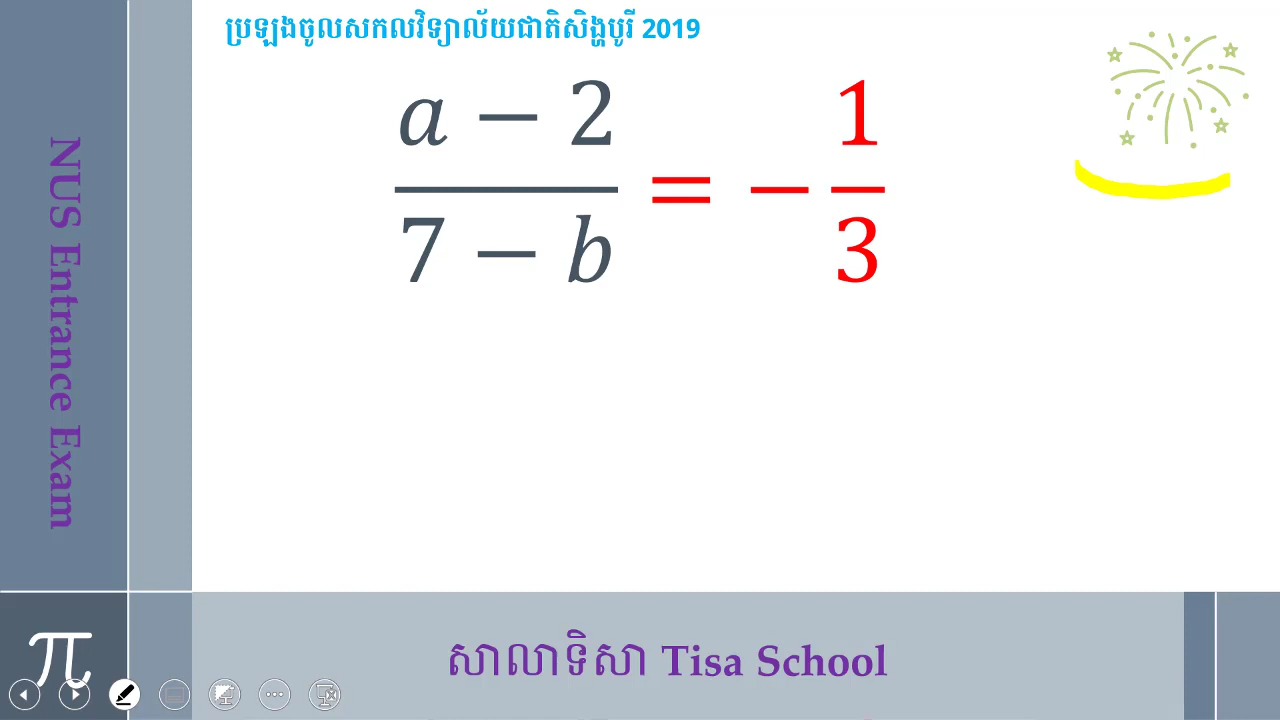 ប្រឡងចូលសកលវិទ្យាល័យជាតិសិង្ហបូរី 2019
a − 2
7 − b
= −
1
3
NUS Entrance Exam
π
សាលាទិសា Tisa School